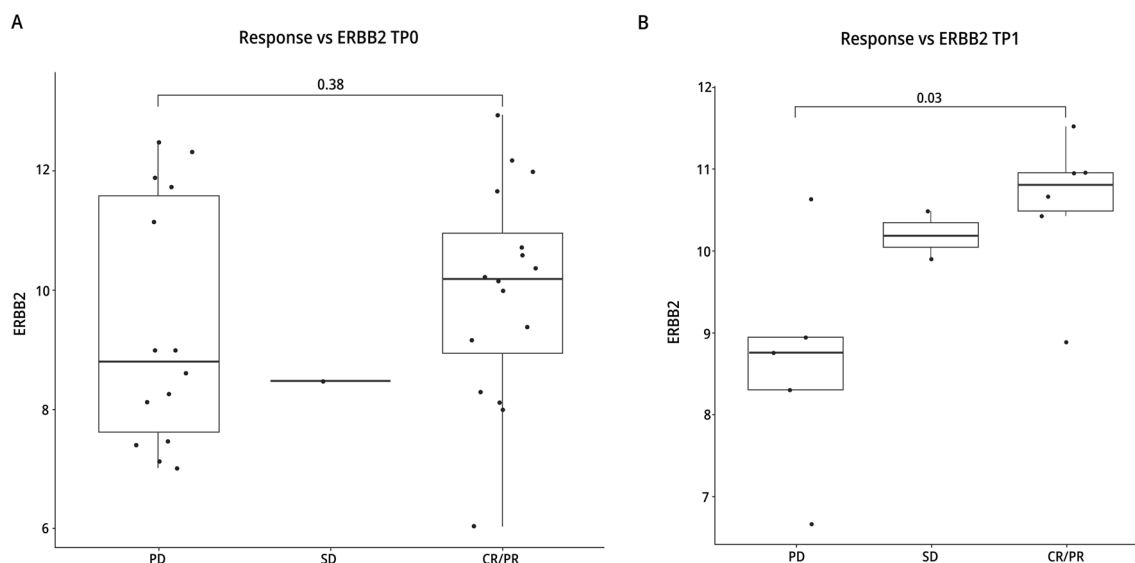 A
Response vs ERBB2 TP0
0.38
12
10
8
6
ERBB2
PD
SD
CR/PR
B
Response vs ERBB2 TP1
0.03
12
11
10
9
8
7
ERBB2
PD
SD
CR/PR